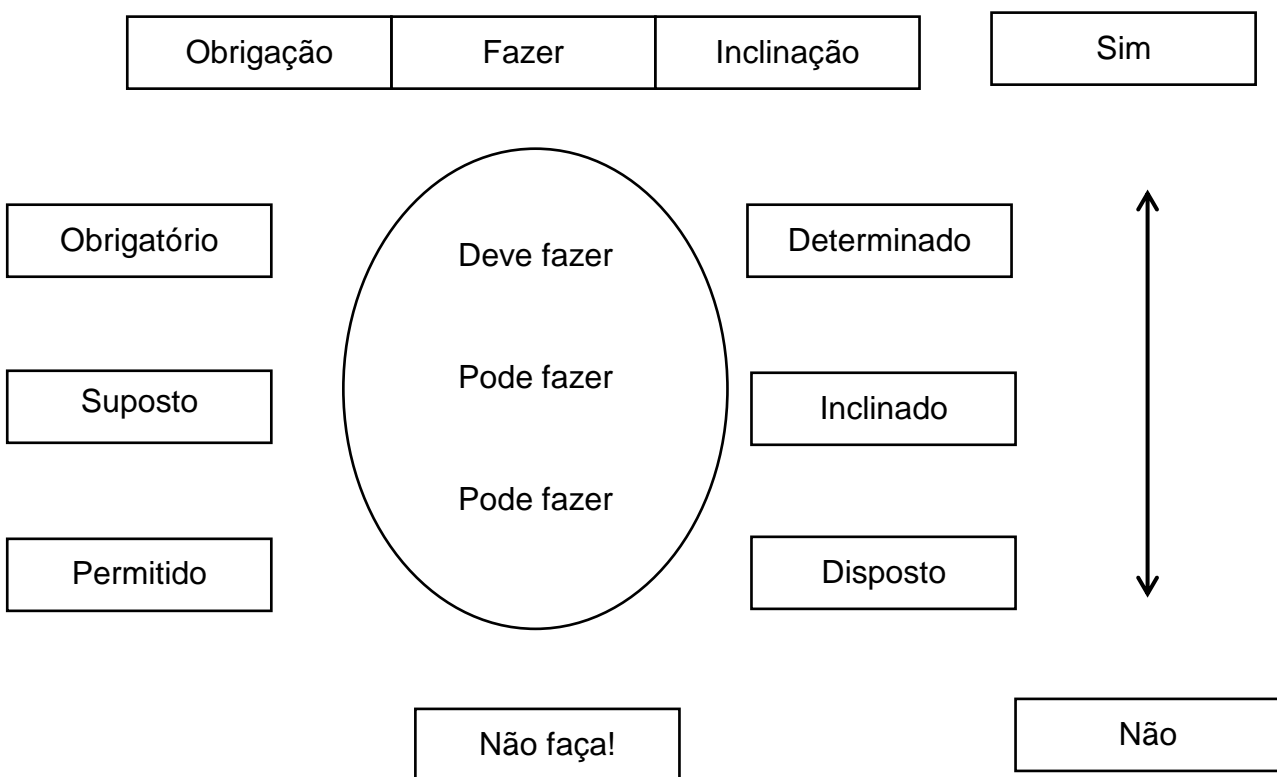 Obrigação Fazer Inclinação Sim
Obrigatório Deve fazer Determinado
Suposto Pode fazer Inclinado
Pode fazer
Permitido Disposto
Não faça! Não